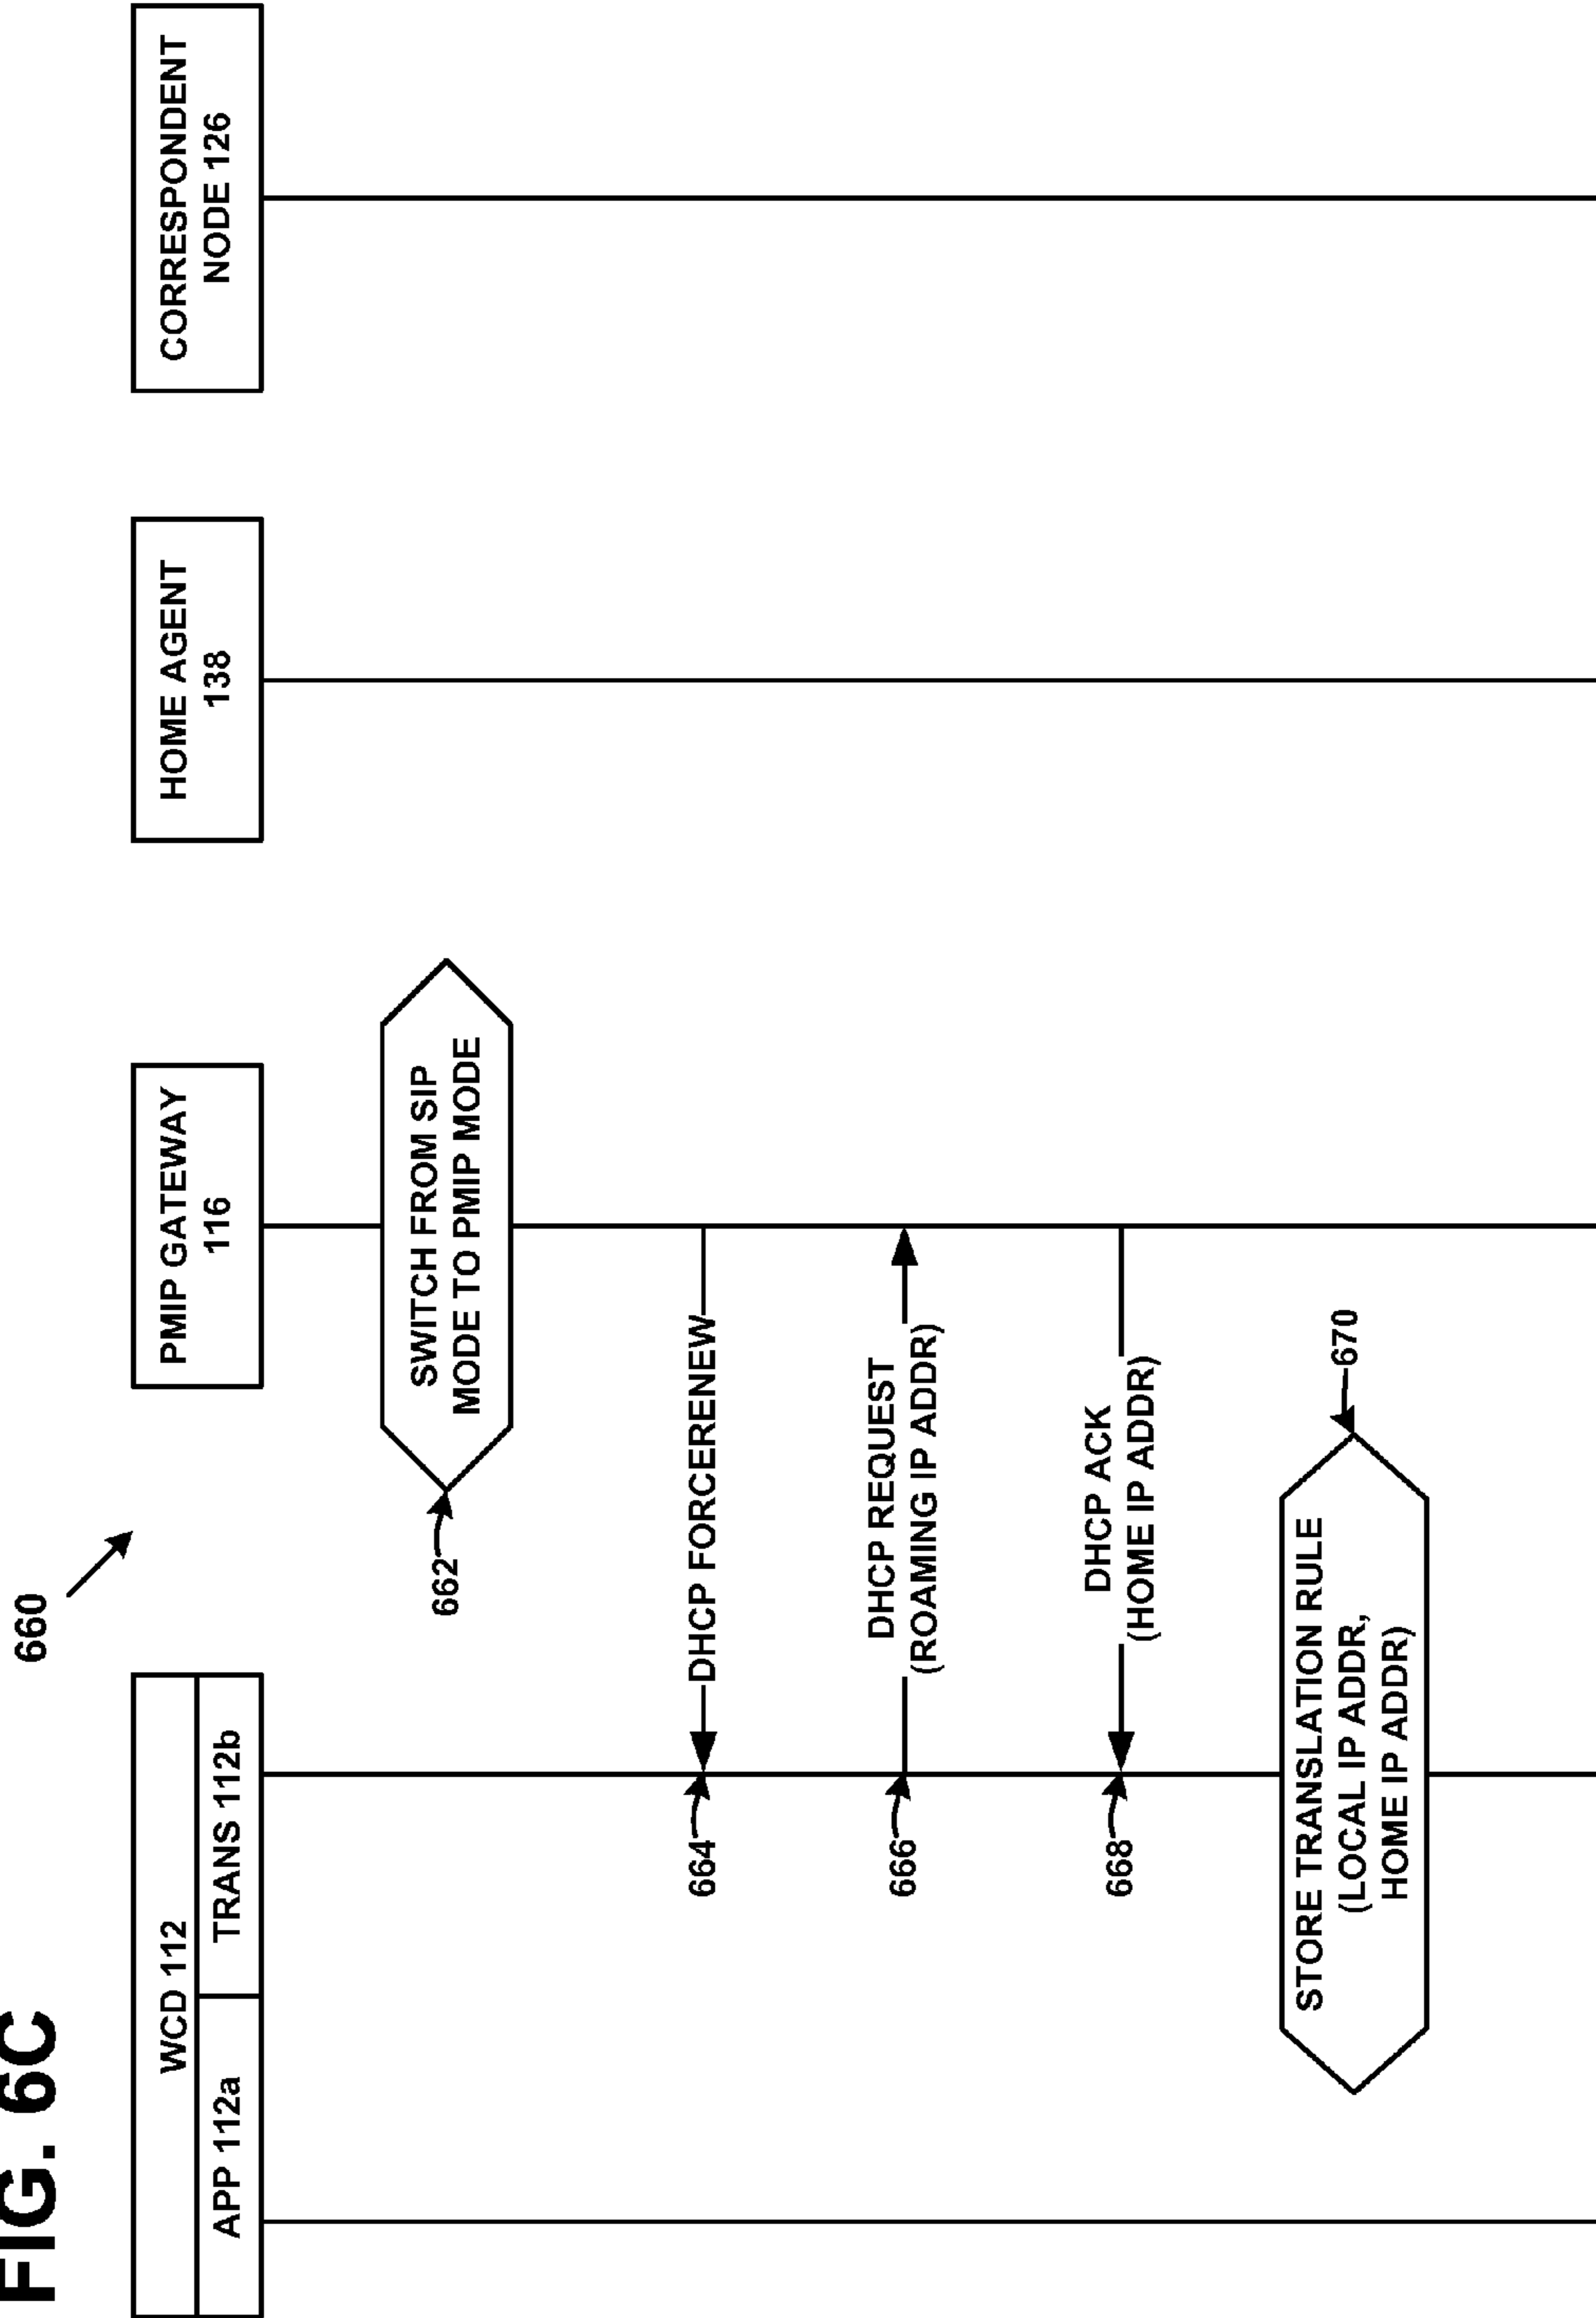 FIG. 6C
660
WCD 112
APP 112a
TRANS 112b
PMIP GATEWAY
116
HOME AGENT
138
CORRESPONDENT
NODE 126
662
SWITCH FROM SIP
MODE TO PMIP MODE
664
DHCP FORCERENEW
666
DHCP REQUEST
(ROAMING IP ADDR)
668
DHCP ACK
(HOME IP ADDR)
STORE TRANSLATION RULE
(LOCAL IP ADDR,
HOME IP ADDR)
670